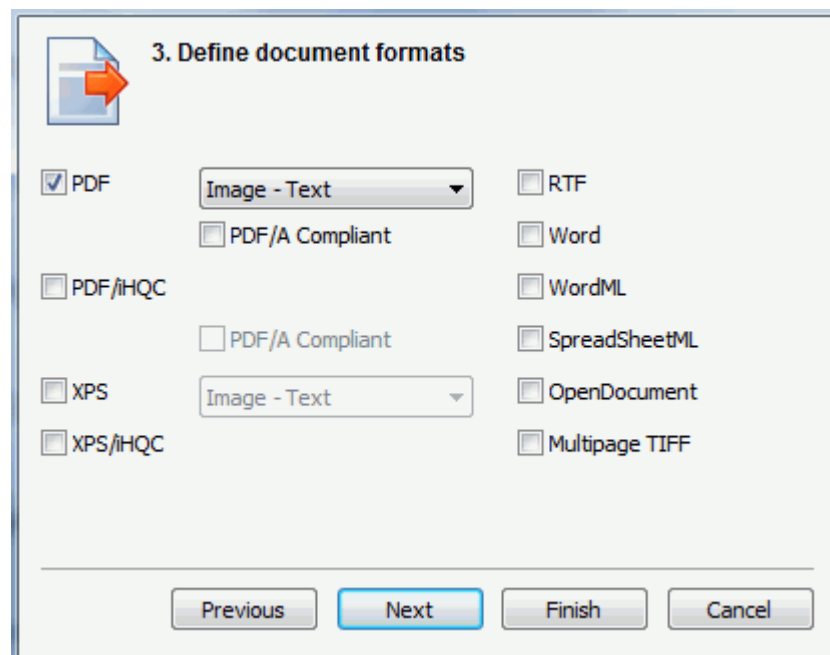 3. Define document formats
PDF
Image - Text
RTF
PDF/A Compliant
Word
PDF/iHQC
WordML
PDF/A Compliant
SpreadSheetML
XPS
Image - Text
OpenDocument
XPS/iHQC
Multipage TIFF
Previous
Next
Finish
Cancel